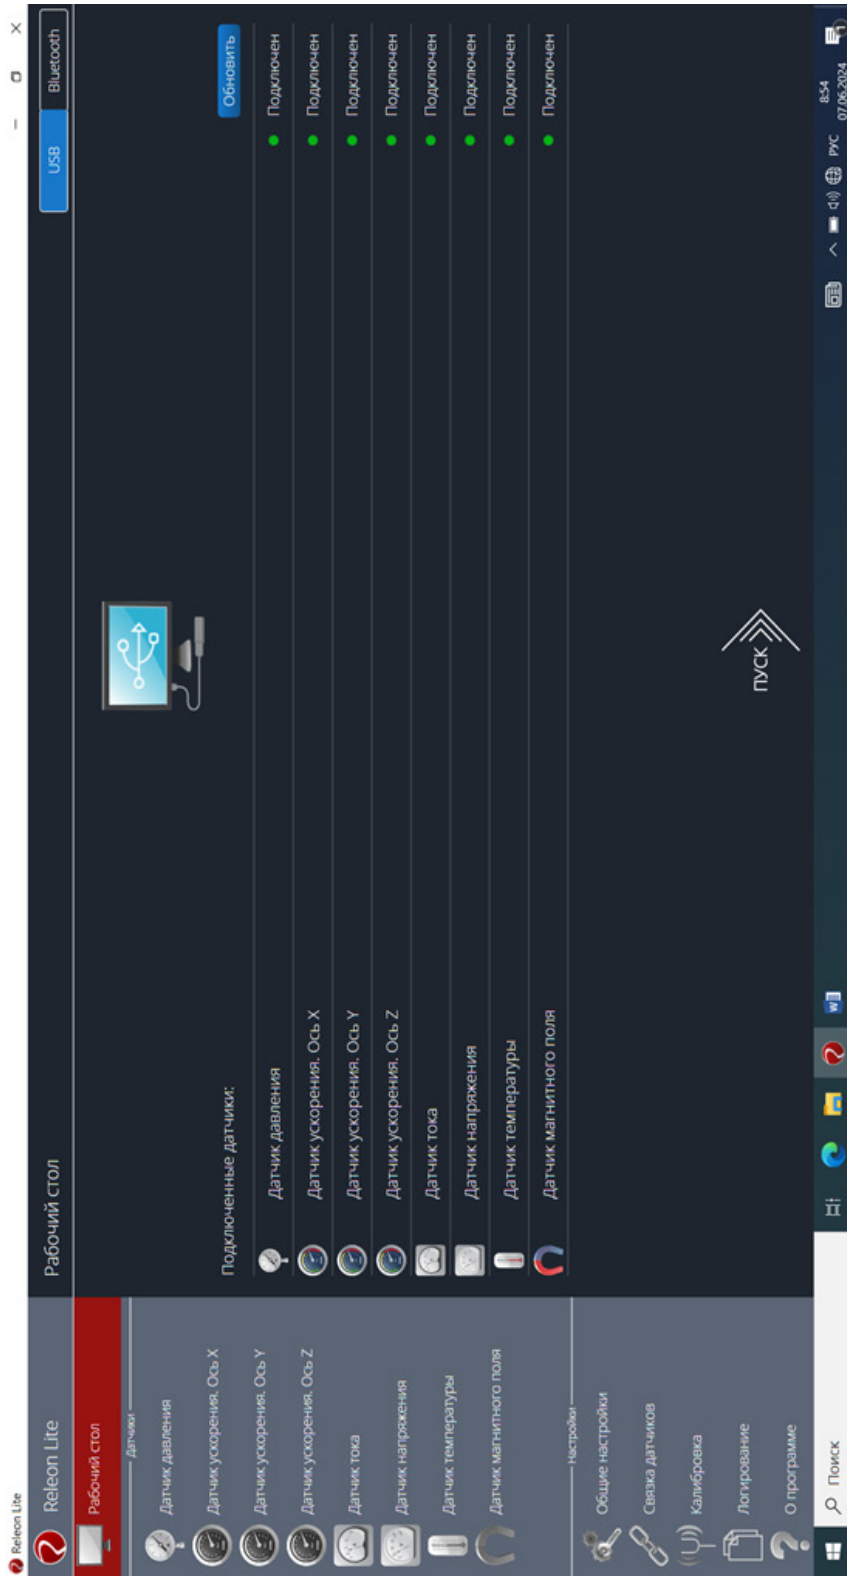 Releon Lite
Releon Lite
Рабочий стол
Датчики
Датчик давления
Датчик ускорения. Ось X
Датчик ускорения. Ось Y
Датчик ускорения. Ось Z
Датчик тока
Датчик напряжения
Датчик температуры
Датчик магнитного поля
Настройки
Общие настройки
Связка датчиков
Калибровка
Логирование
О программе
Рабочий стол
USB
Bluetooth
Подключенные датчики:
Обновить
Датчик давления
Подключен
Датчик ускорения. Ось X
Подключен
Датчик ускорения. Ось Y
Подключен
Датчик ускорения. Ось Z
Подключен
Датчик тока
Подключен
Датчик напряжения
Подключен
Датчик температуры
Подключен
Датчик магнитного поля
Подключен
ПУСК
Поиск
W
РУС
8:54
07.06.2024
1